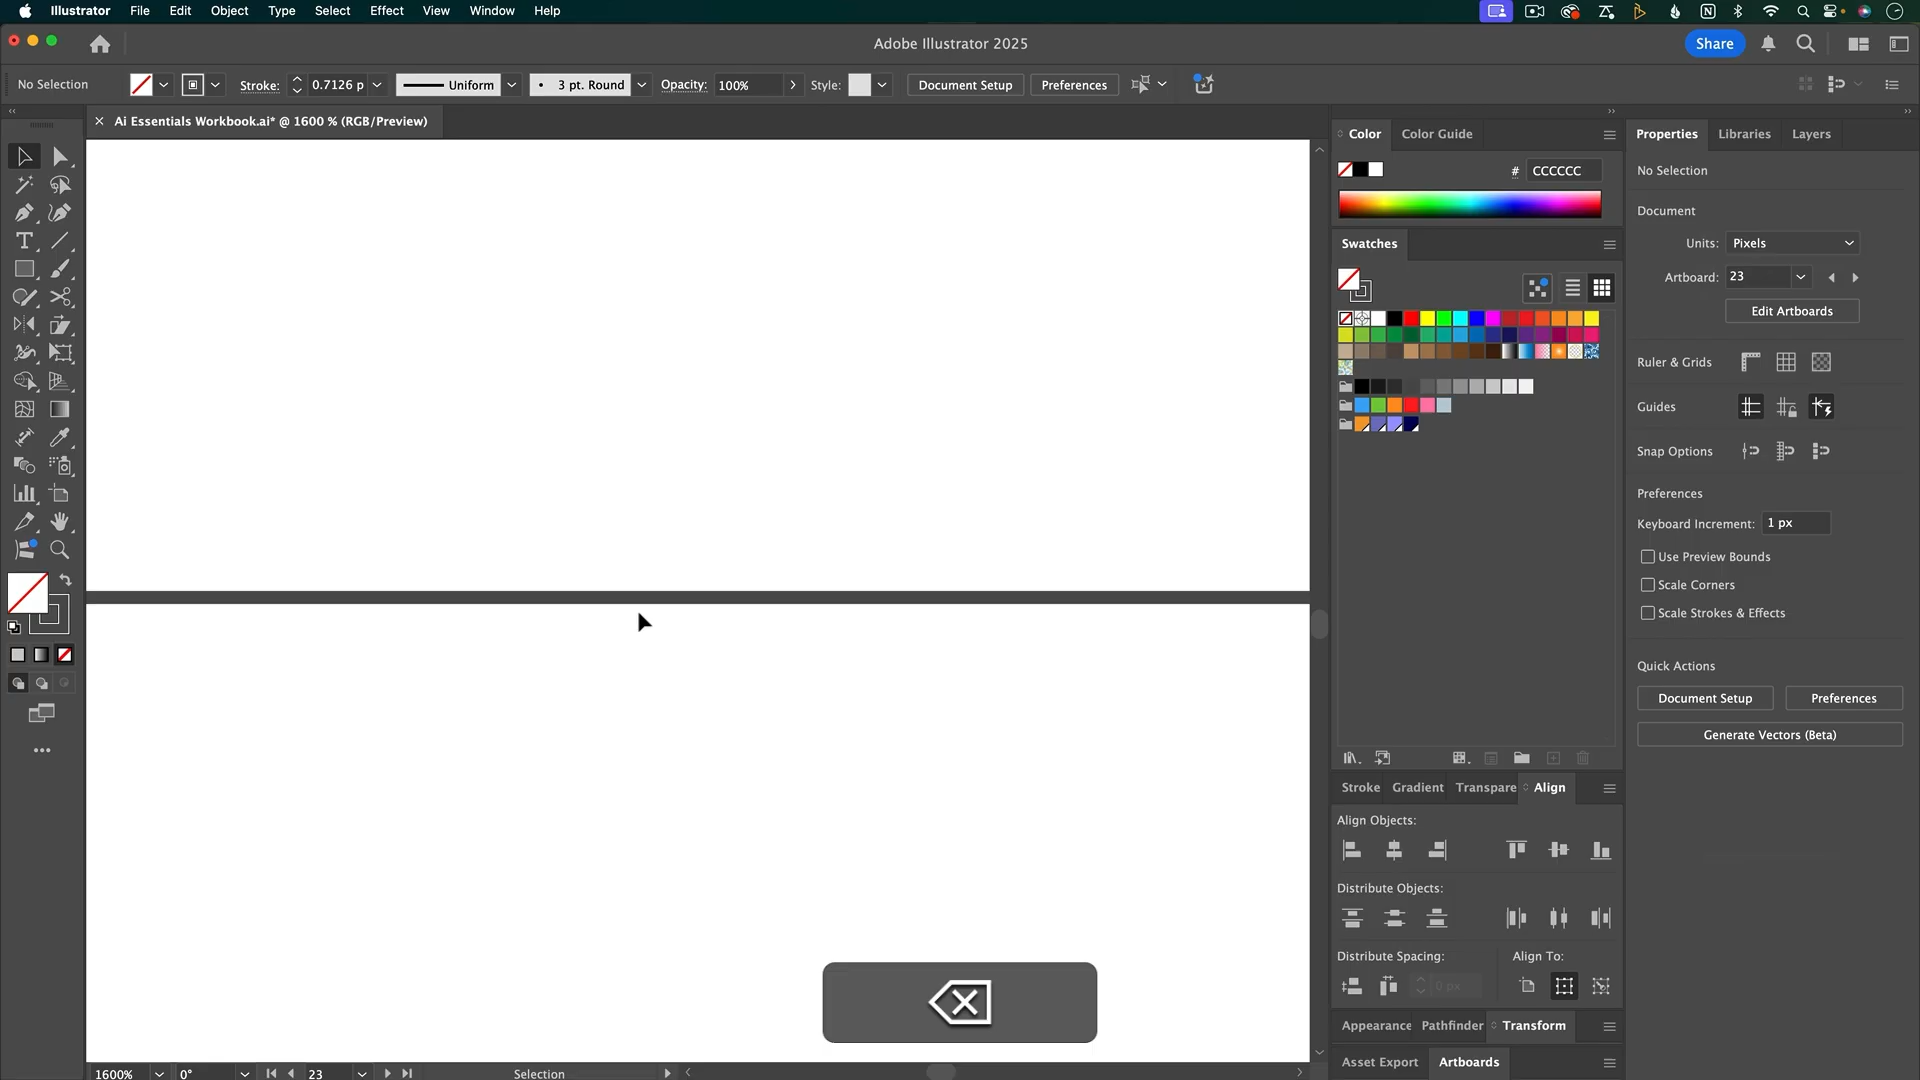 Illustrator File Edit Object Type Select Effect View Window Help
Adobe Illustrator 2025
Share
No Selection
Stroke: 0.7126 p
Uniform
3 pt. Round
Opacity: 100%
Style:
Document Setup
Preferences
Ai Essentials Workbook.ai* @ 1600 % (RGB/Preview)
Color
Color Guide
# CCCCCC
Swatches
Stroke
Gradient
Transpare
Align
Align Objects:
Distribute Objects:
Distribute Spacing:
Align To:
0 px
Appearance
Pathfinder
Transform
Asset Export
Artboards
Properties
Libraries
Layers
No Selection
Document
Units: Pixels
Artboard: 23
Edit Artboards
Ruler & Grids
Guides
Snap Options
Preferences
Keyboard Increment: 1 px
Use Preview Bounds
Scale Corners
Scale Strokes & Effects
Quick Actions
Document Setup
Preferences
Generate Vectors (Beta)
1600%
0°
23
Selection